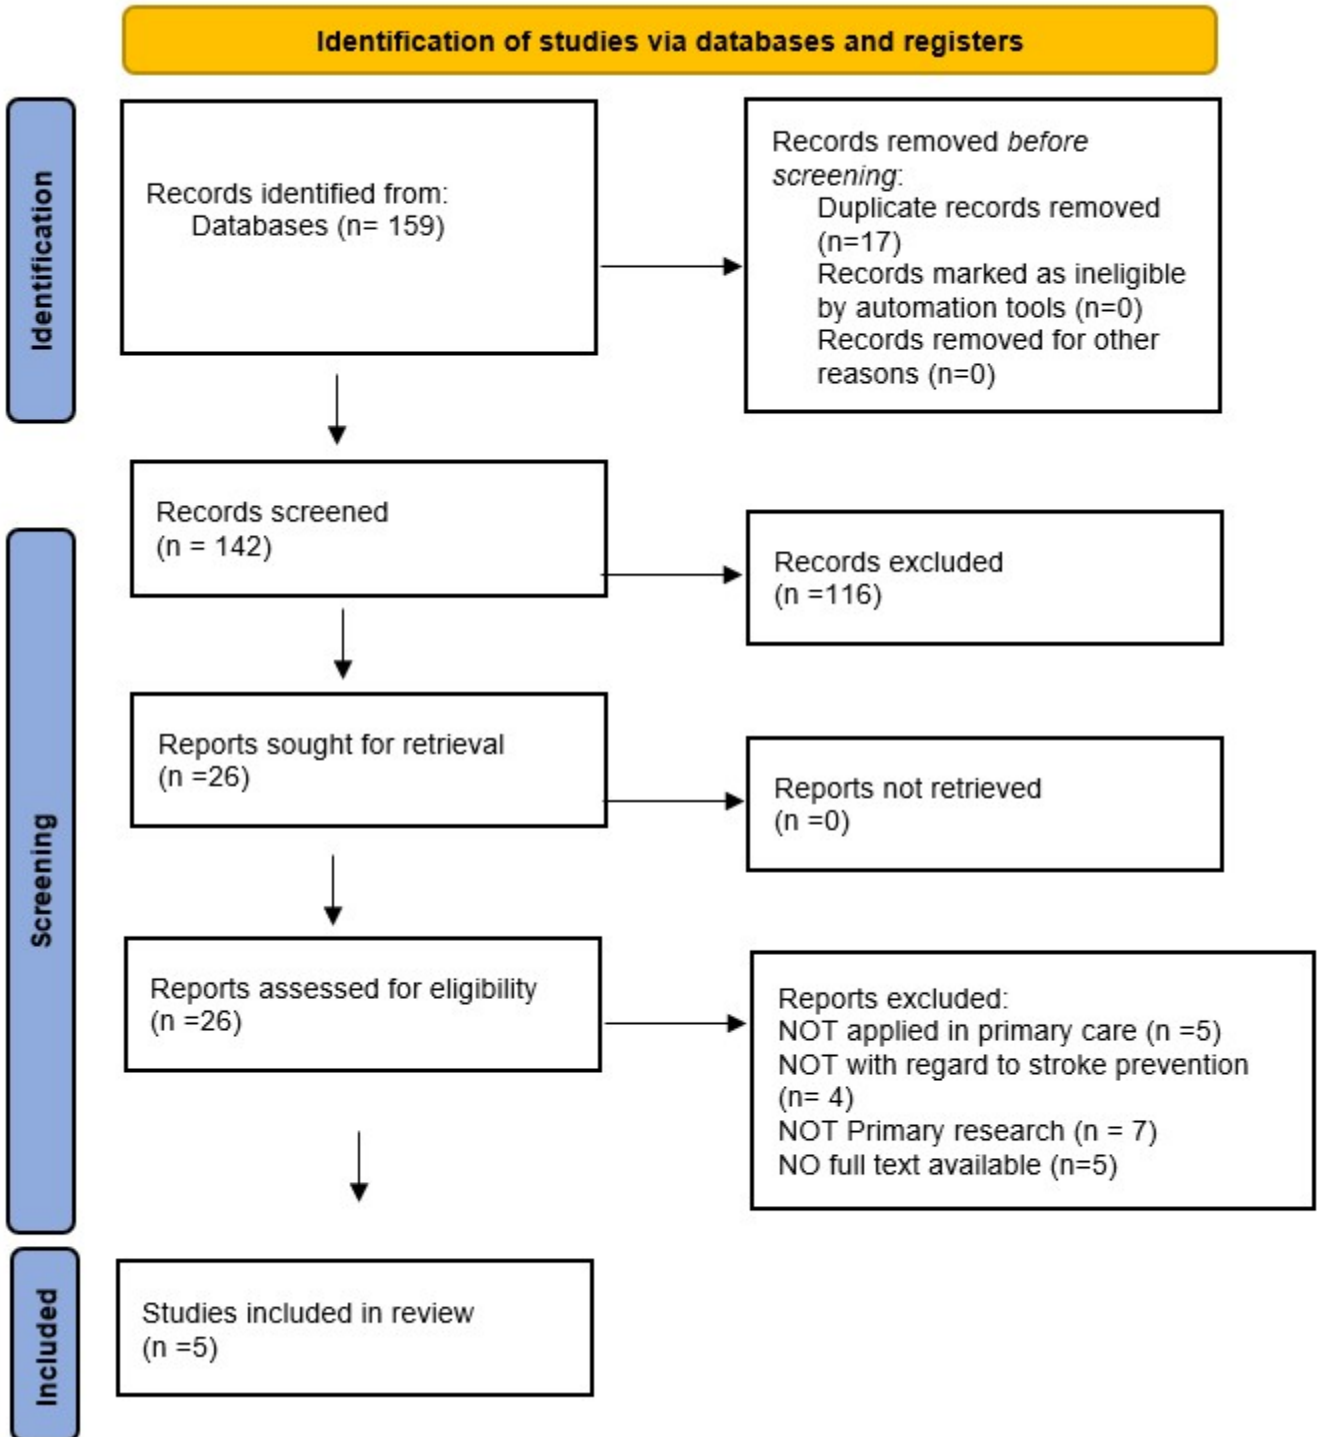 Identification of studies via databases and registers
Identification
Records identified from:
Databases (n= 159)
Records removed before
screening:
Duplicate records removed
(n=17)
Records marked as ineligible
by automation tools (n=0)
Records removed for other
reasons (n=0)
Screening
Records screened
(n = 142)
Records excluded
(n =116)
Reports sought for retrieval
(n =26)
Reports not retrieved
(n =0)
Reports assessed for eligibility
(n =26)
Reports excluded:
NOT applied in primary care (n =5)
NOT with regard to stroke prevention
(n= 4)
NOT Primary research (n = 7)
NO full text available (n=5)
Included
Studies included in review
(n =5)